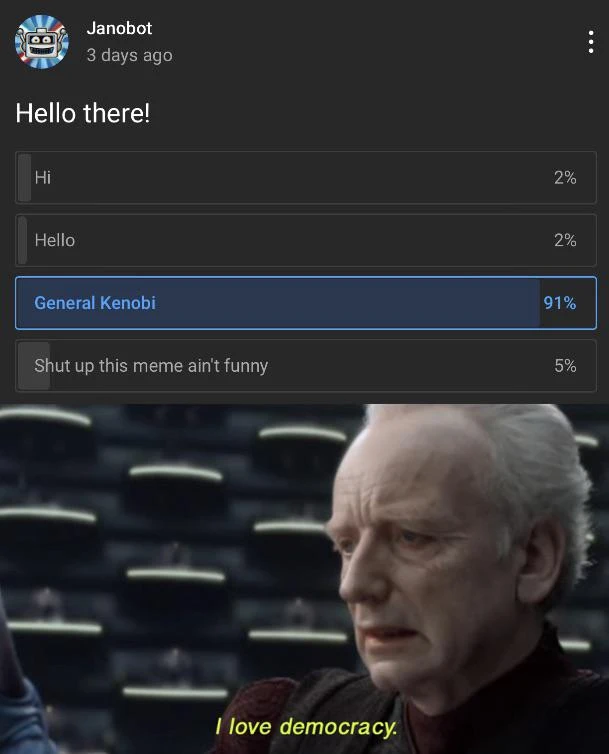 Janobot
3 days ago
Hello there!
Hi 2%
Hello 2%
General Kenobi 91%
Shut up this meme ain't funny 5%
I love democracy.